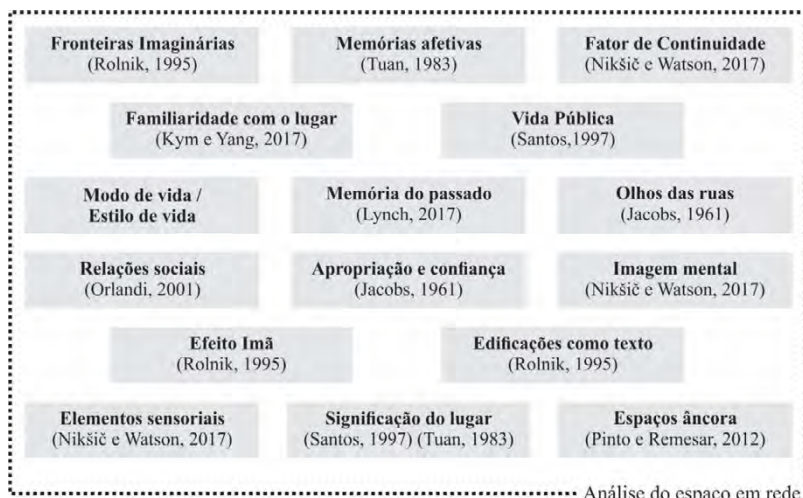 Fronteiras Imaginárias
(Rolnik, 1995)
Memórias afetivas
(Tuan, 1983)
Fator de Continuidade
(Nikšič e Watson, 2017)
Familiaridade com o lugar
(Kym e Yang, 2017)
Vida Pública
(Santos,1997)
Modo de vida /
Estilo de vida
Memória do passado
(Lynch, 2017)
Olhos das ruas
(Jacobs, 1961)
Relações sociais
(Orlandi, 2001)
Apropriação e confiança
(Jacobs, 1961)
Imagem mental
(Nikšič e Watson, 2017)
Efeito Imã
(Rolnik, 1995)
Edificações como texto
(Rolnik, 1995)
Elementos sensoriais
(Nikšič e Watson, 2017)
Significação do lugar
(Santos, 1997) (Tuan, 1983)
Espaços âncora
(Pinto e Remesar, 2012)
Análise do espaço em rede